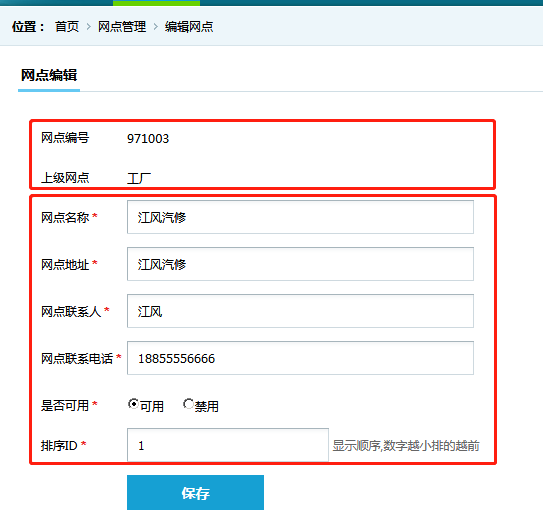 位置： 首页 > 网点管理 > 编辑网点
网点编辑
网点编号 971003
上级网点 工厂
网点名称 * 江风汽修
网点地址 * 江风汽修
网点联系人 * 江风
网点联系电话 * 18855556666
是否可用 * 可用 禁用
排序ID * 1 显示顺序,数字越小排的越前
保存